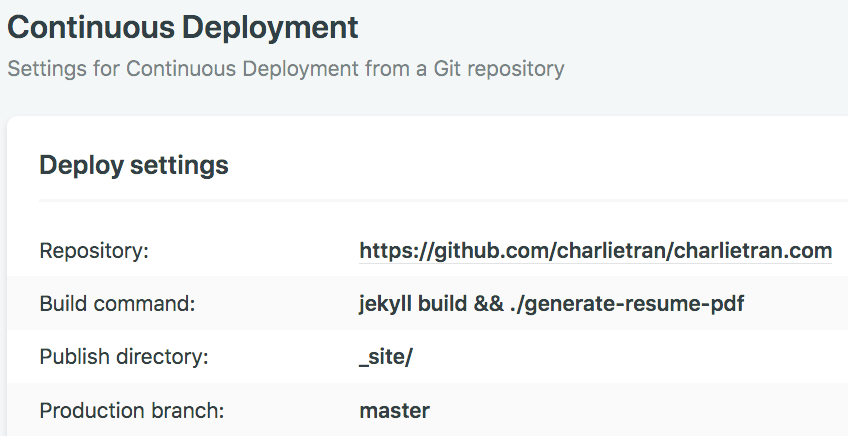 Continuous Deployment
Settings for Continuous Deployment from a Git repository
Deploy settings
Repository: https://github.com/charlietran/charlietran.com
Build command: jekyll build && ./generate-resume-pdf
Publish directory: _site/
Production branch: master